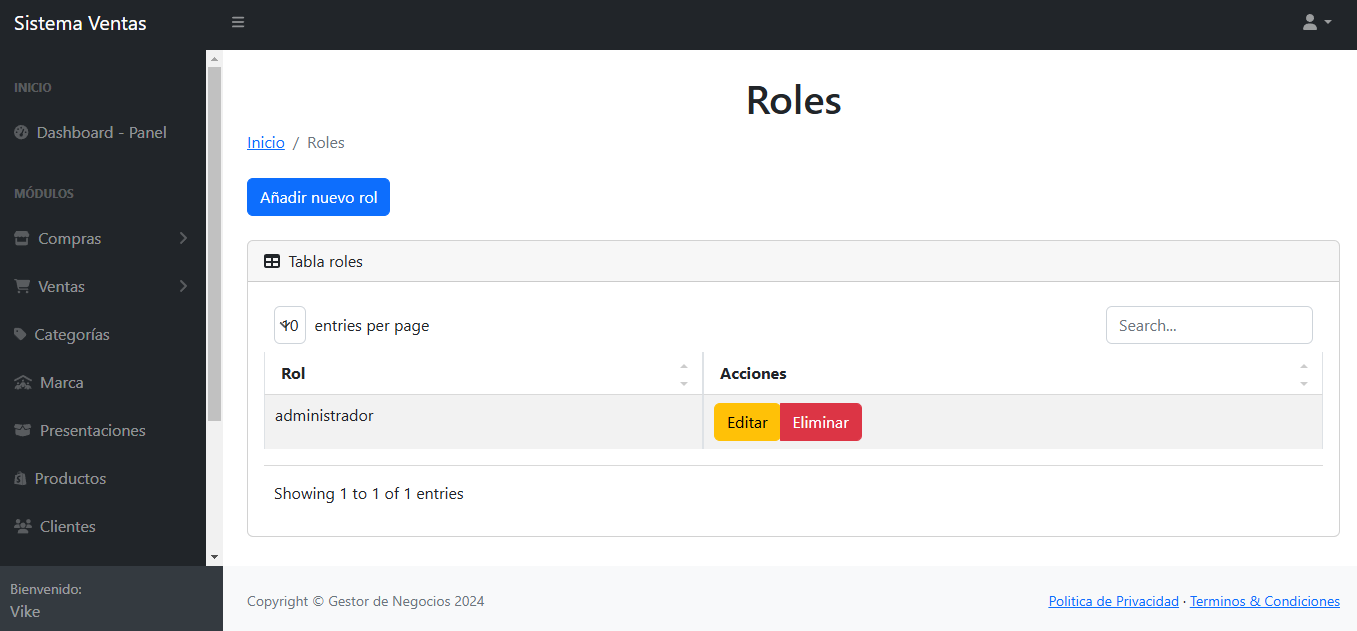 Sistema Ventas
INICIO
Dashboard - Panel
MÓDULOS
Compras
Ventas
Categorías
Marca
Presentaciones
Productos
Clientes
Bienvenido:
Vike
Roles
Inicio / Roles
Añadir nuevo rol
Tabla roles
10 entries per page
Search...
Rol Acciones
administrador Editar Eliminar
Showing 1 to 1 of 1 entries
Copyright © Gestor de Negocios 2024
Politica de Privacidad · Terminos & Condiciones